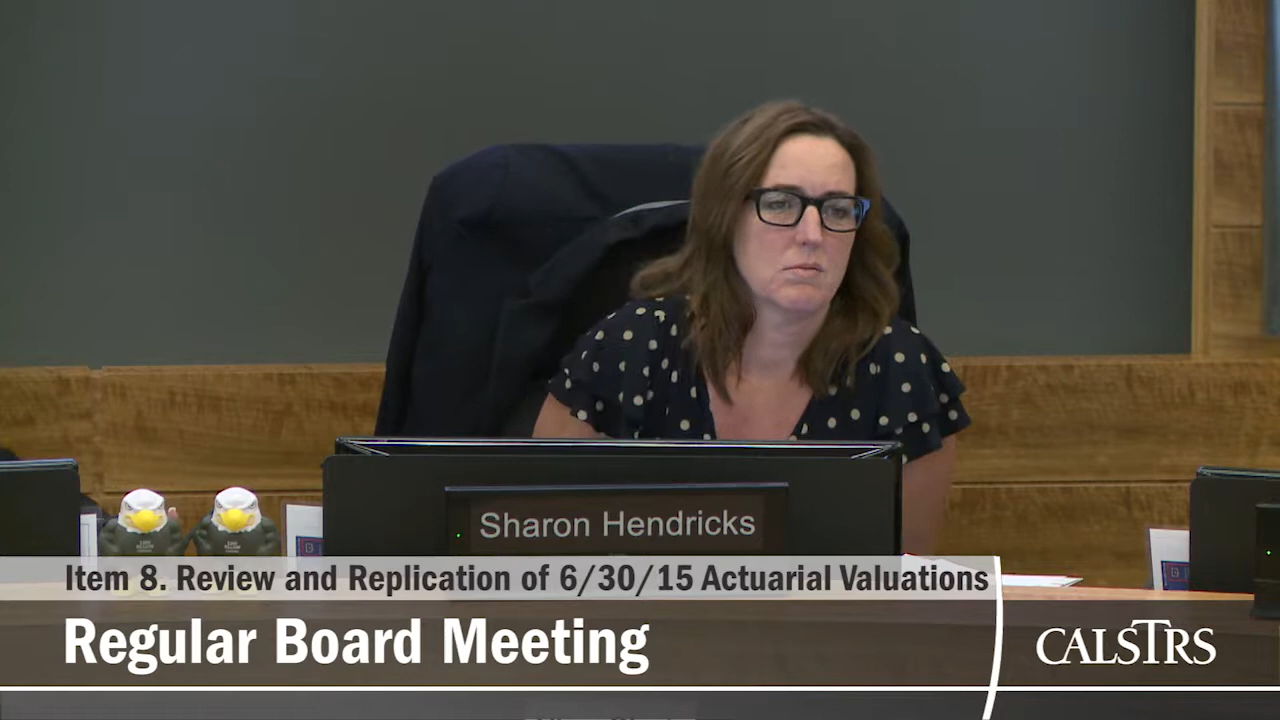 Sharon Hendricks
Item 8. Review and Replication of 6/30/15 Actuarial Valuations
Regular Board Meeting
CALSTRS